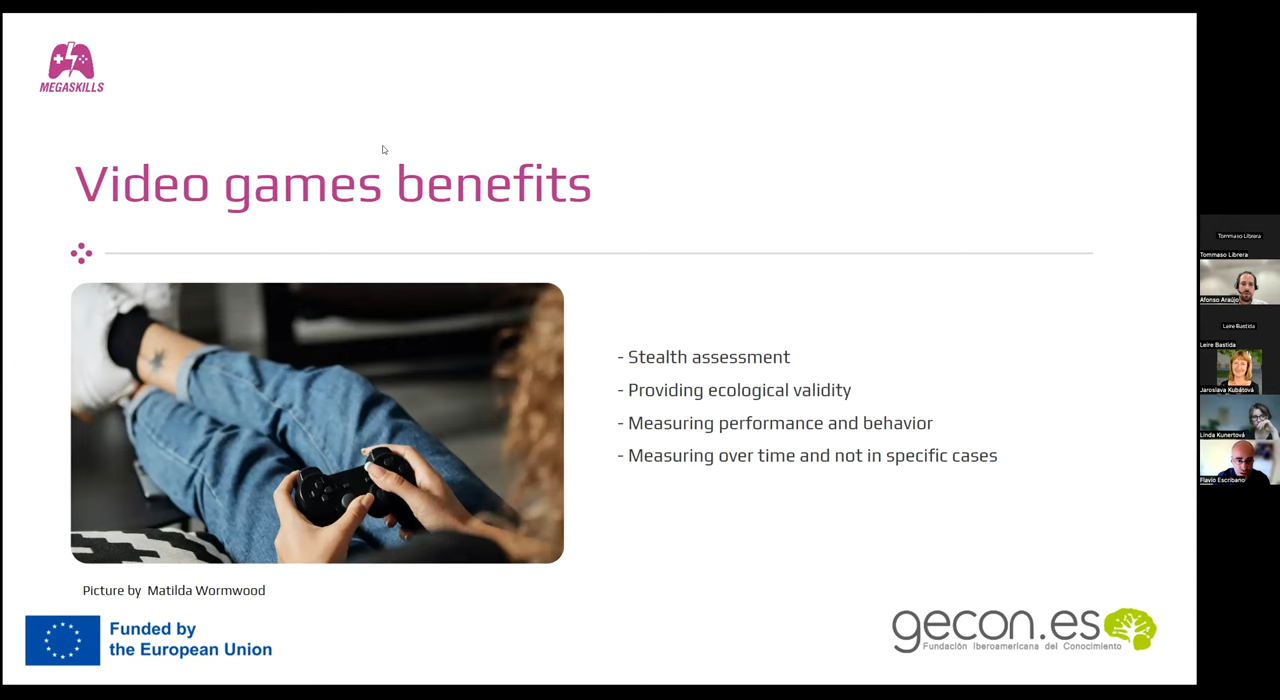 MEGASKILLS
Video games benefits
- Stealth assessment
- Providing ecological validity
- Measuring performance and behavior
- Measuring over time and not in specific cases
Picture by Matilda Wormwood
Funded by
the European Union
gecon.es
Fundación Iberoamericana del Conocimiento
Tommaso Librera
Tommaso Librera
Afonso Araújo
Leire Bastida
Leire Bastida
Jaroslava Kubátová
Linda Kunertová
Flavio Escribano